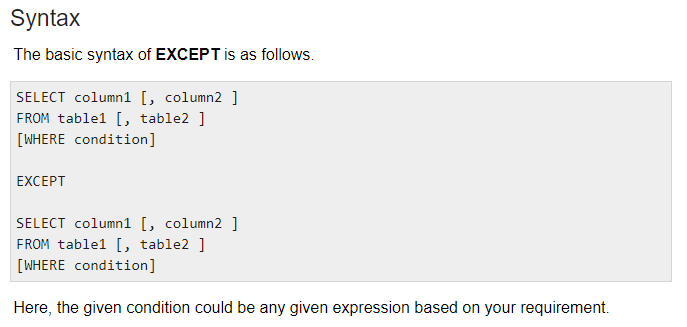 Syntax
The basic syntax of EXCEPT is as follows.
SELECT column1 [, column2 ]
FROM table1 [, table2 ]
[WHERE condition]
EXCEPT
SELECT column1 [, column2 ]
FROM table1 [, table2 ]
[WHERE condition]
Here, the given condition could be any given expression based on your requirement.